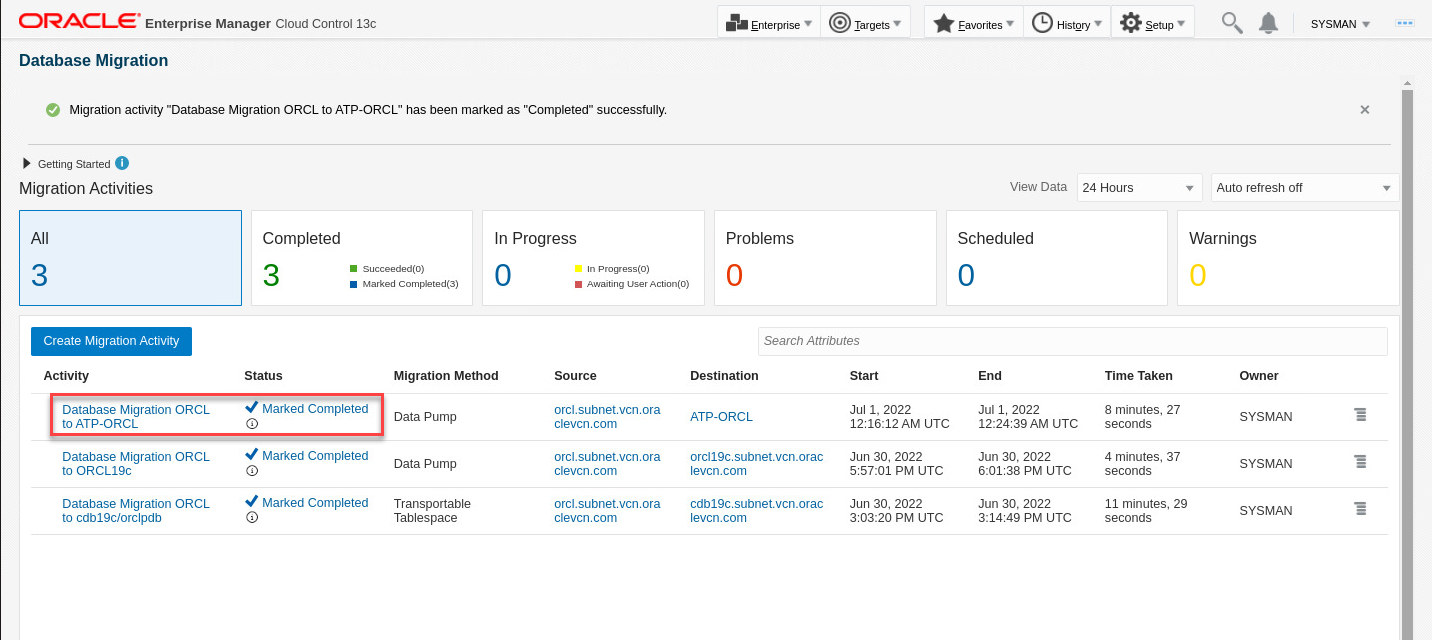 ORACLE® Enterprise Manager Cloud Control 13c
Enterprise Targets Favorites History Setup SYSMAN
Database Migration
Migration activity "Database Migration ORCL to ATP-ORCL" has been marked as "Completed" successfully.
Getting Started
Migration Activities
View Data 24 Hours Auto refresh off
All
3
Completed
3
Succeeded(0)
Marked Completed(3)
In Progress
0
In Progress(0)
Awaiting User Action(0)
Problems
0
Scheduled
0
Warnings
0
Create Migration Activity
Search Attributes
Activity Status Migration Method Source Destination Start End Time Taken Owner
Database Migration ORCL
to ATP-ORCL
Marked Completed
Data Pump
orcl.subnet.vcn.ora
clevcn.com
ATP-ORCL
Jul 1, 2022
12:16:12 AM UTC
Jul 1, 2022
12:24:39 AM UTC
8 minutes, 27
seconds
SYSMAN
Database Migration ORCL
to ORCL19c
Marked Completed
Data Pump
orcl.subnet.vcn.ora
clevcn.com
orcl19c.subnet.vcn.orac
levcn.com
Jun 30, 2022
5:57:01 PM UTC
Jun 30, 2022
6:01:38 PM UTC
4 minutes, 37
seconds
SYSMAN
Database Migration ORCL
to cdb19c/orclpdb
Marked Completed
Transportable
Tablespace
orcl.subnet.vcn.ora
clevcn.com
cdb19c.subnet.vcn.orac
levcn.com
Jun 30, 2022
3:03:20 PM UTC
Jun 30, 2022
3:14:49 PM UTC
11 minutes, 29
seconds
SYSMAN